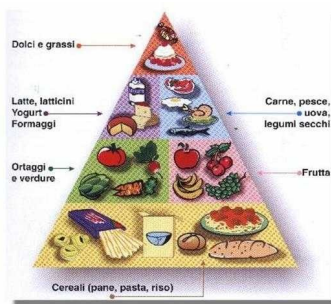 Dolci e grassi
Latte, latticini
Yogurt
Formaggi
Carne, pesce,
uova,
legumi secchi
Ortaggi
e verdure
Frutta
Cereali (pane, pasta, riso)